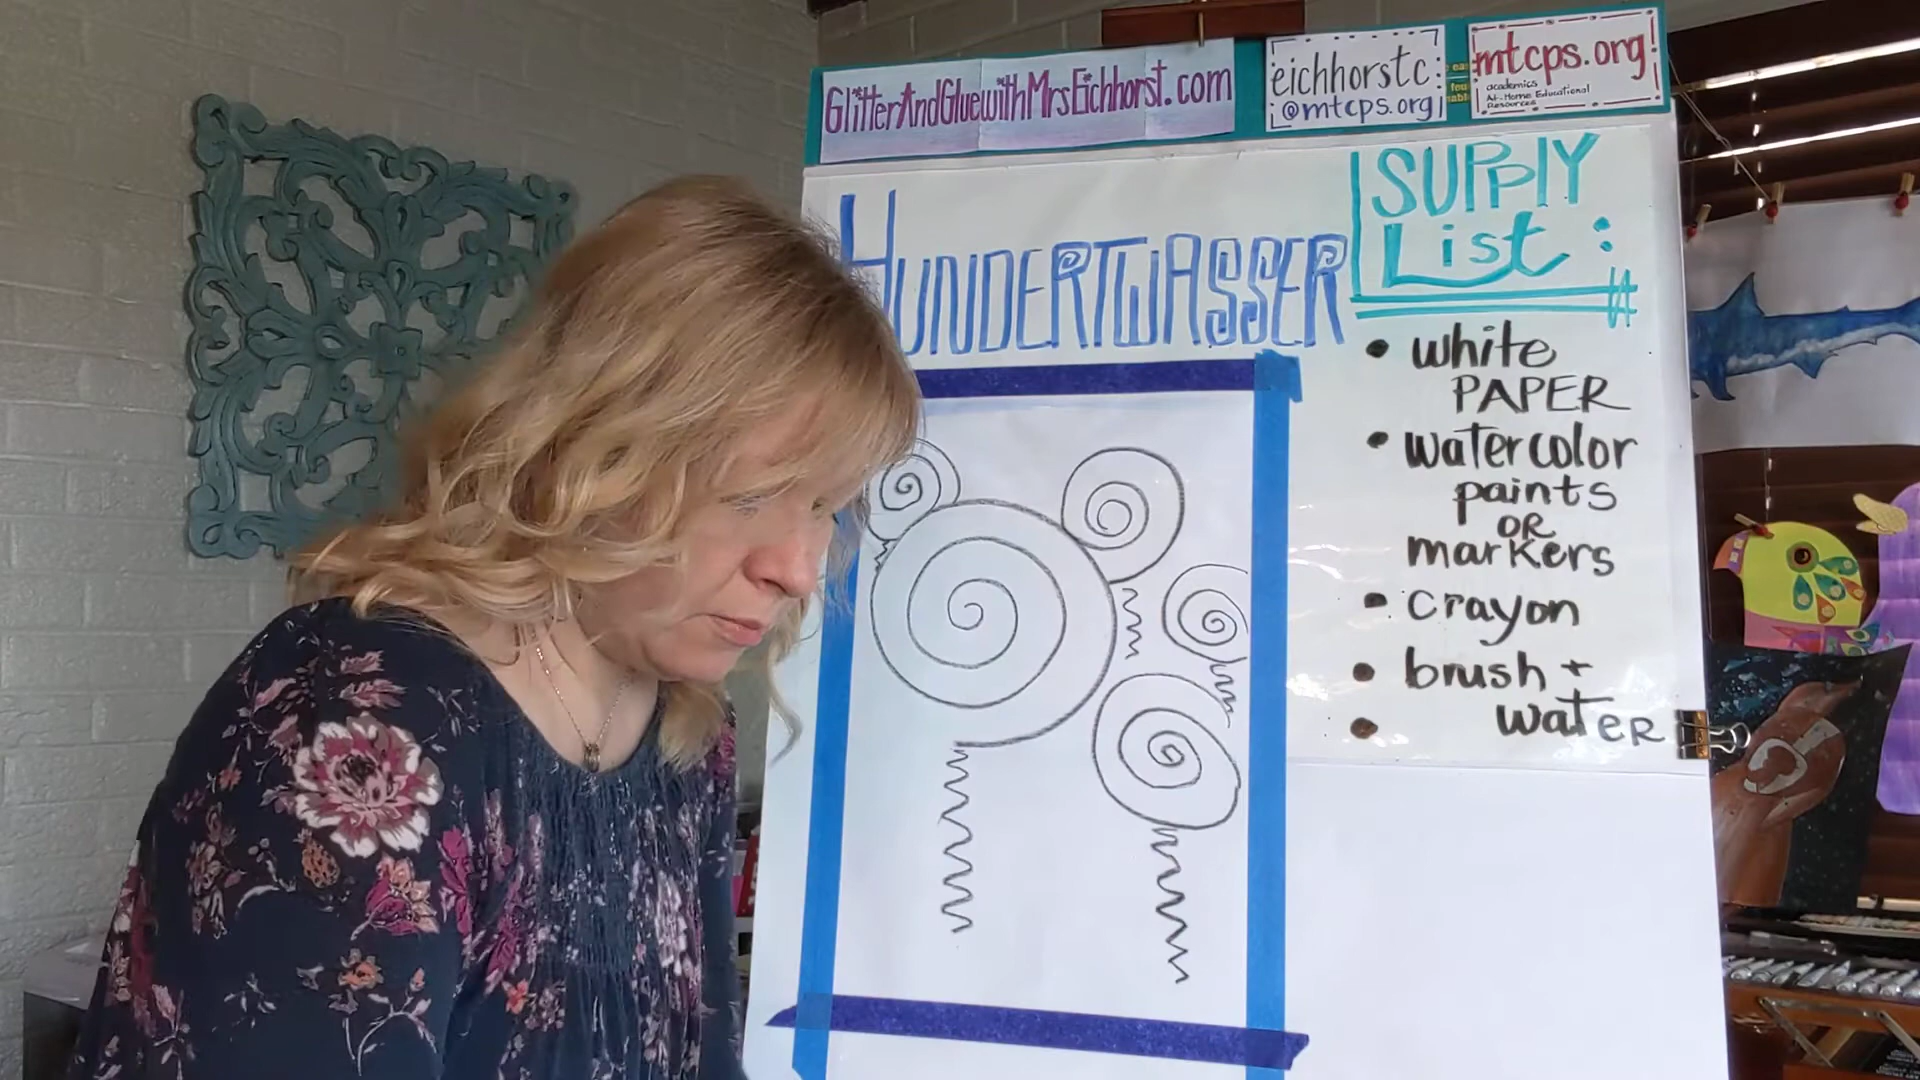 GlitterAndGluewithMrsEichhorst.com
eichhorstc
@mtcps.org
mtcps.org
academics
At-Home Educational
Resources
HUNDERTWASSER
SUPPlY
List:
• white
PAPER
• watercolor
paints
OR
markers
• crayon
• brush +
• water